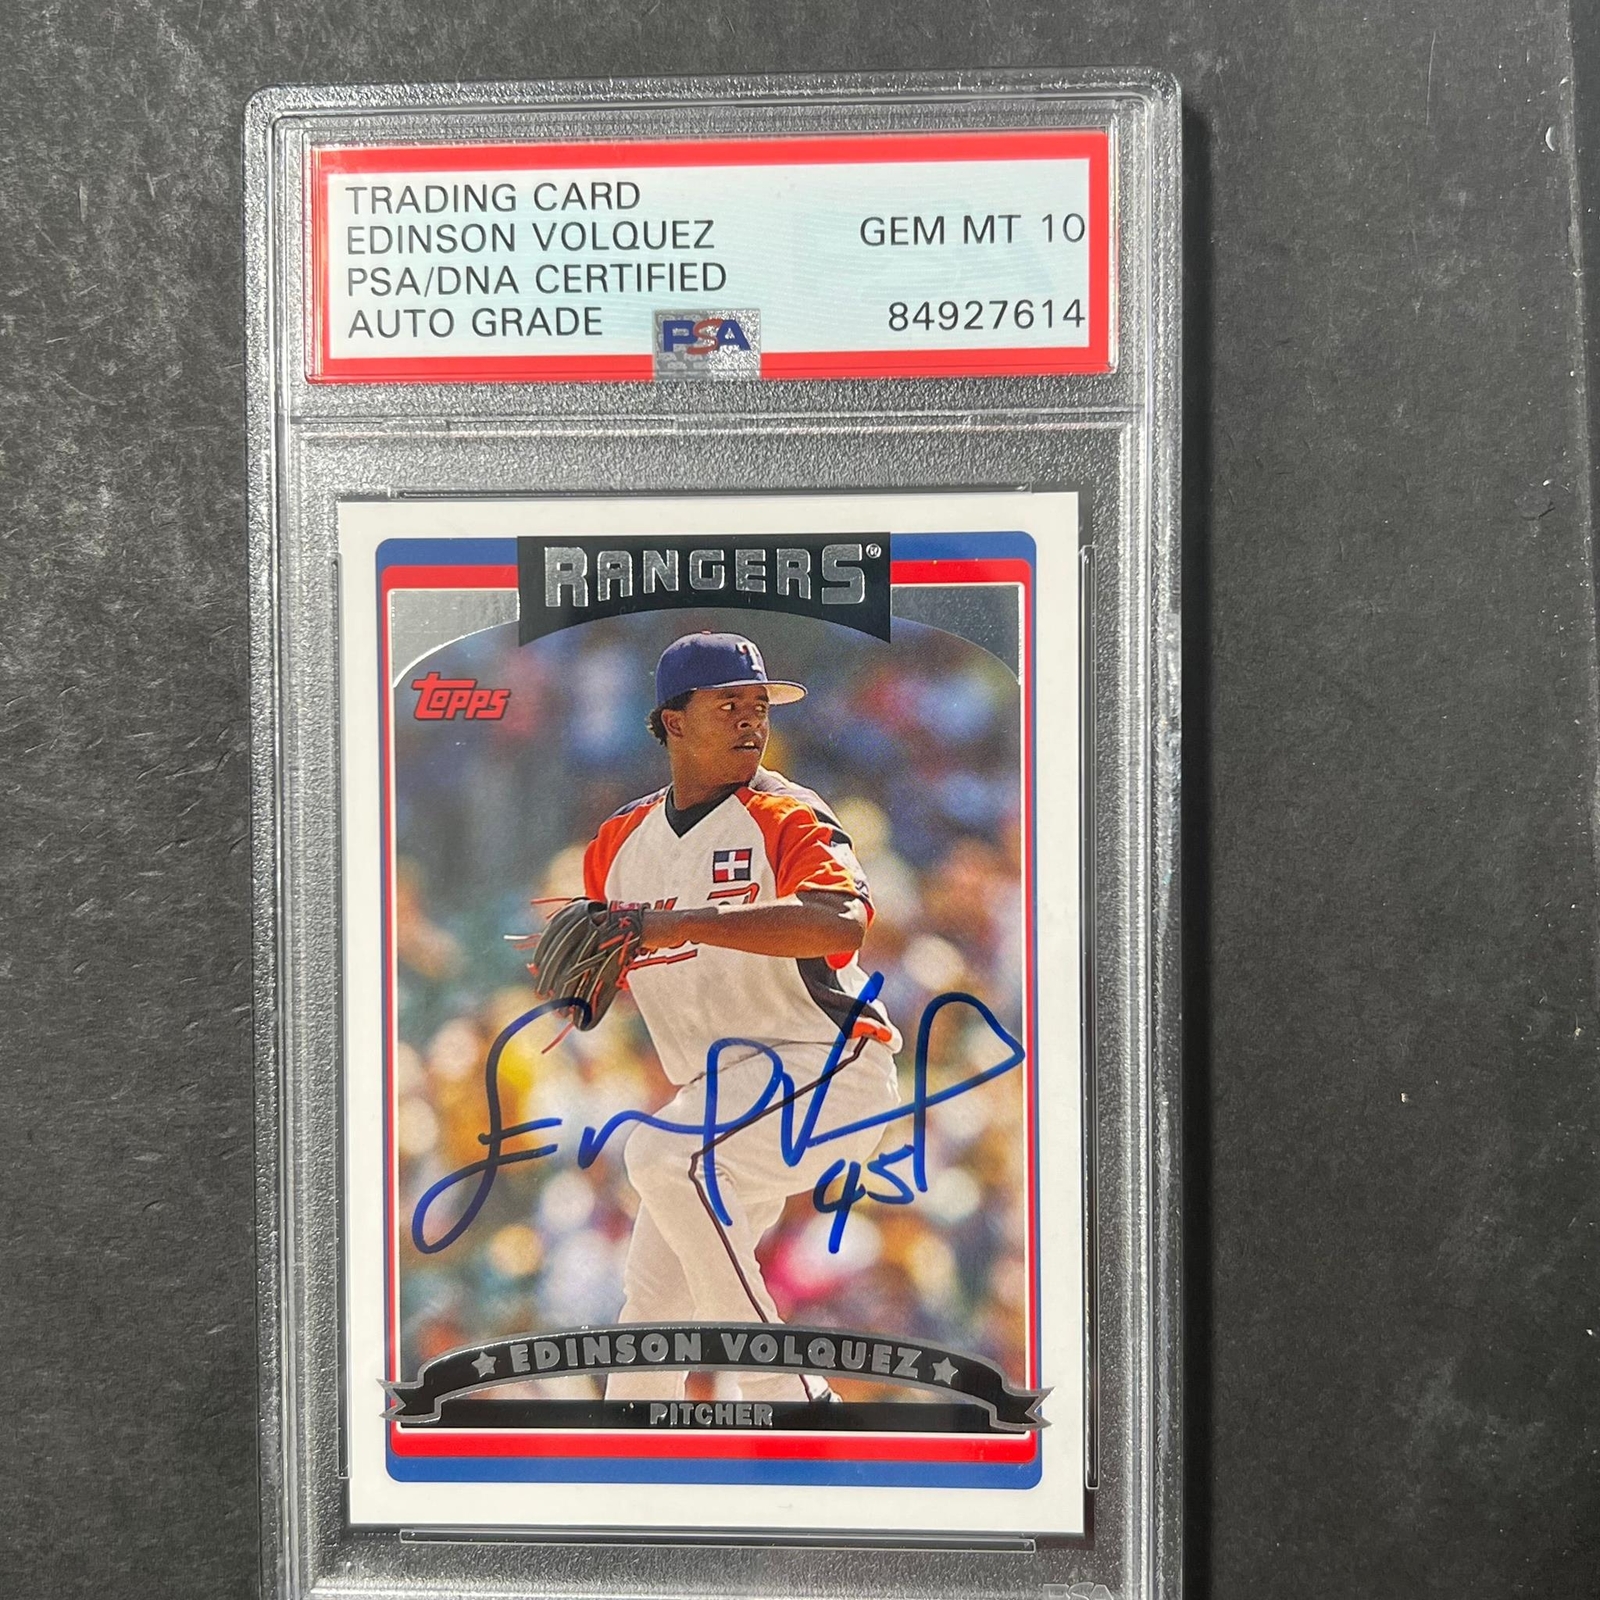 TRADING CARD
EDINSON VOLQUEZ
PSA/DNA CERTIFIED
AUTO GRADE
GEM MT 10
84927614
PSA
RANGERS®
Topps
45
EDINSON VOLQUEZ
PITCHER
PSA